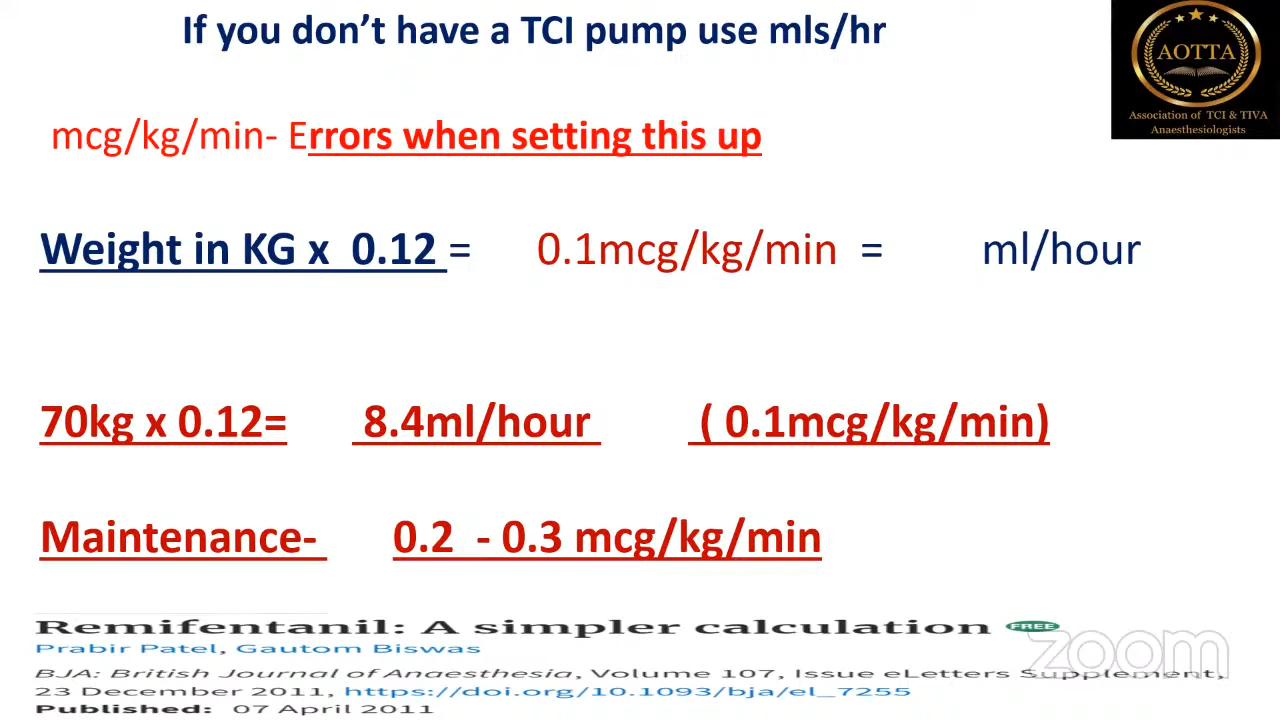 If you don't have a TCI pump use mls/hr
AOTTA
Association of TCI & TIVA
Anaesthesiologists
mcg/kg/min- Errors when setting this up
Weight in KG x 0.12 = 0.1mcg/kg/min = ml/hour
70kg x 0.12= 8.4ml/hour ( 0.1mcg/kg/min)
Maintenance- 0.2 - 0.3 mcg/kg/min
Remifentanil: A simpler calculation FREE
Prabir Patel, Gautom Biswas
BJA: British Journal of Anaesthesia, Volume 107, Issue eLetters Supplement,
23 December 2011, https://doi.org/10.1093/bja/el_7255
Published: 07 April 2011
zoom